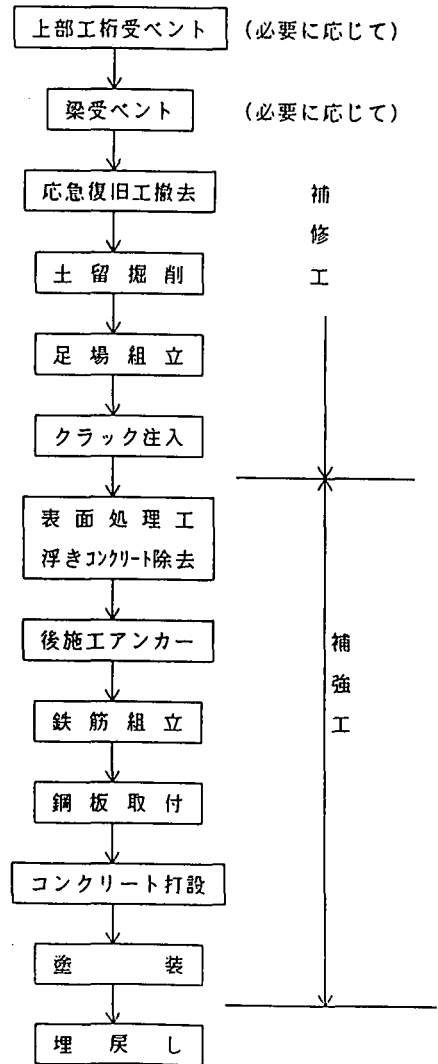 上部工桁受ベント (必要に応じて)
梁受ベント (必要に応じて)
応急復旧工撤去
土留掘削
足場組立
クラック注入
補修工
表面処理工
浮きコンクリート除去
後施工アンカー
鉄筋組立
鋼板取付
コンクリート打設
塗装
埋戻し
補強工